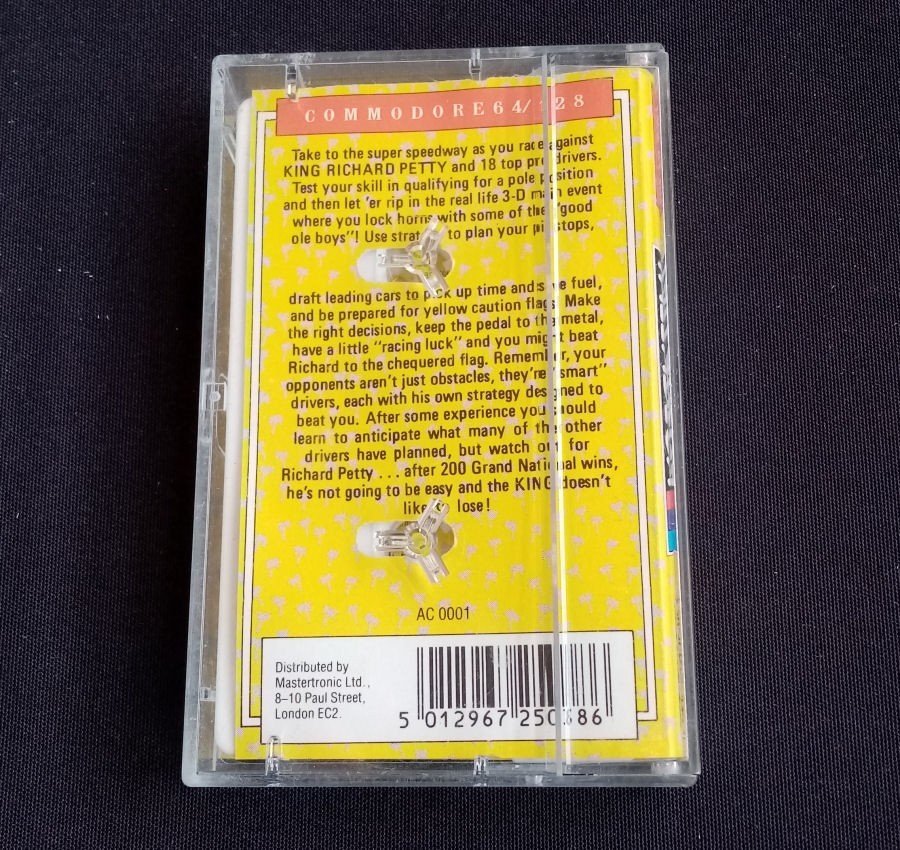 COMMODORE 64/128
Take to the super speedway as you race against
KING RICHARD PETTY and 18 top pro drivers.
Test your skill in qualifying for a pole position
and then let 'er rip in the real life 3-D main event
where you lock horns with some of the "good
ole boys"! Use strategy to plan your pitstops,
draft leading cars to pick up time and save fuel,
and be prepared for yellow caution flags. Make
the right decisions, keep the pedal to the metal,
have a little "racing luck" and you might beat
Richard to the chequered flag. Remember, your
opponents aren't just obstacles, they're "smart"
drivers, each with his own strategy designed to
beat you. After some experience you should
learn to anticipate what many of the other
drivers have planned, but watch out for
Richard Petty...after 200 Grand National wins,
he's not going to be easy and the KING doesn't
like to lose!
AC 0001
Distributed by
Mastertronic Ltd.,
8–10 Paul Street,
London EC2.
5 012967 250386